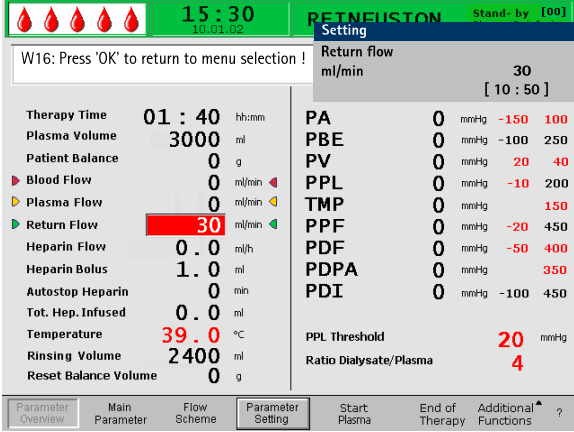 15:30
10.01.02
REINFUSION
Stand-by [00]
Setting
Return flow
ml/min 30
[ 10 : 50 ]
W16: Press 'OK' to return to menu selection !
Therapy Time 01 : 40 hh:mm
Plasma Volume 3000 ml
Patient Balance 0 g
Blood Flow 0 ml/min
Plasma Flow 0 ml/min
Return Flow 30 ml/min
Heparin Flow 0.0 ml/h
Heparin Bolus 1.0 ml
Autostop Heparin 0 min
Tot. Hep. Infused 0.0 ml
Temperature 39.0 °C
Rinsing Volume 2400 ml
Reset Balance Volume 0 g
PA 0 mmHg -150 100
PBE 0 mmHg -100 250
PV 0 mmHg 20 40
PPL 0 mmHg -10 200
TMP 0 mmHg 150
PPF 0 mmHg -20 450
PDF 0 mmHg -50 400
PDPA 0 mmHg 350
PDI 0 mmHg -100 450
PPL Threshold 20 mmHg
Ratio Dialysate/Plasma 4
Parameter Overview
Main Parameter
Flow Scheme
Parameter Setting
Start Plasma
End of Therapy
Additional Functions
?